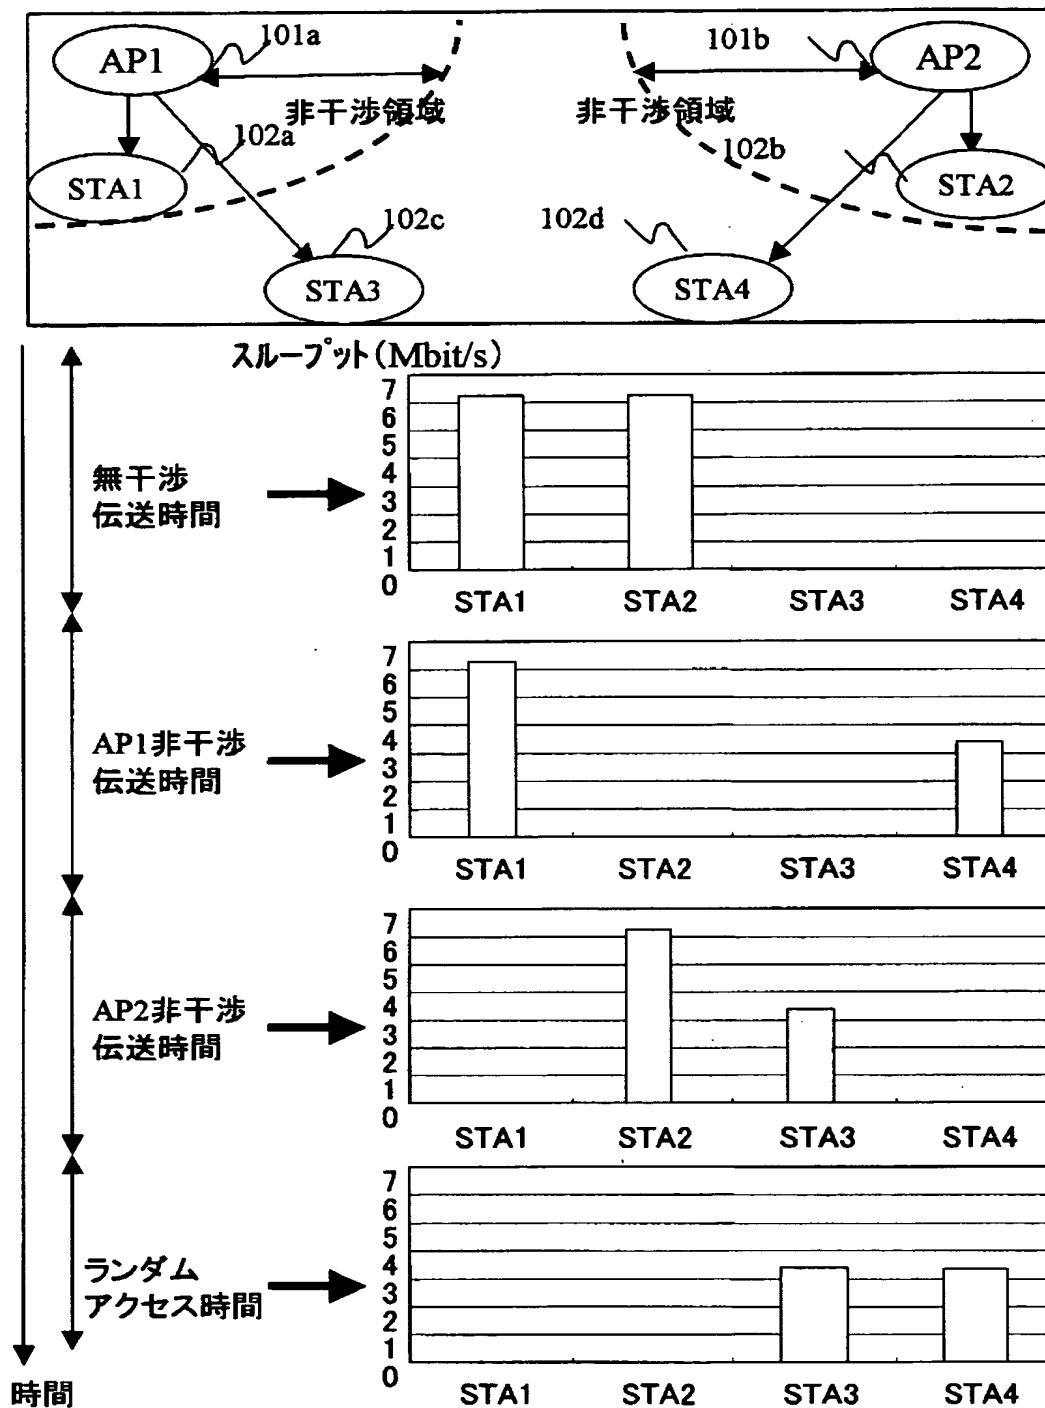 AP1
101a
101b
AP2
非干渉領域
非干渉領域
102a
102b
STA1
STA2
102c
102d
STA3
STA4
スループット(Mbit/s)
無干渉
伝送時間
7
6
5
4
3
2
1
0
STA1 STA2 STA3 STA4
AP1非干渉
伝送時間
7
6
5
4
3
2
1
0
STA1 STA2 STA3 STA4
AP2非干渉
伝送時間
7
6
5
4
3
2
1
0
STA1 STA2 STA3 STA4
ランダム
アクセス時間
7
6
5
4
3
2
1
0
STA1 STA2 STA3 STA4
時間